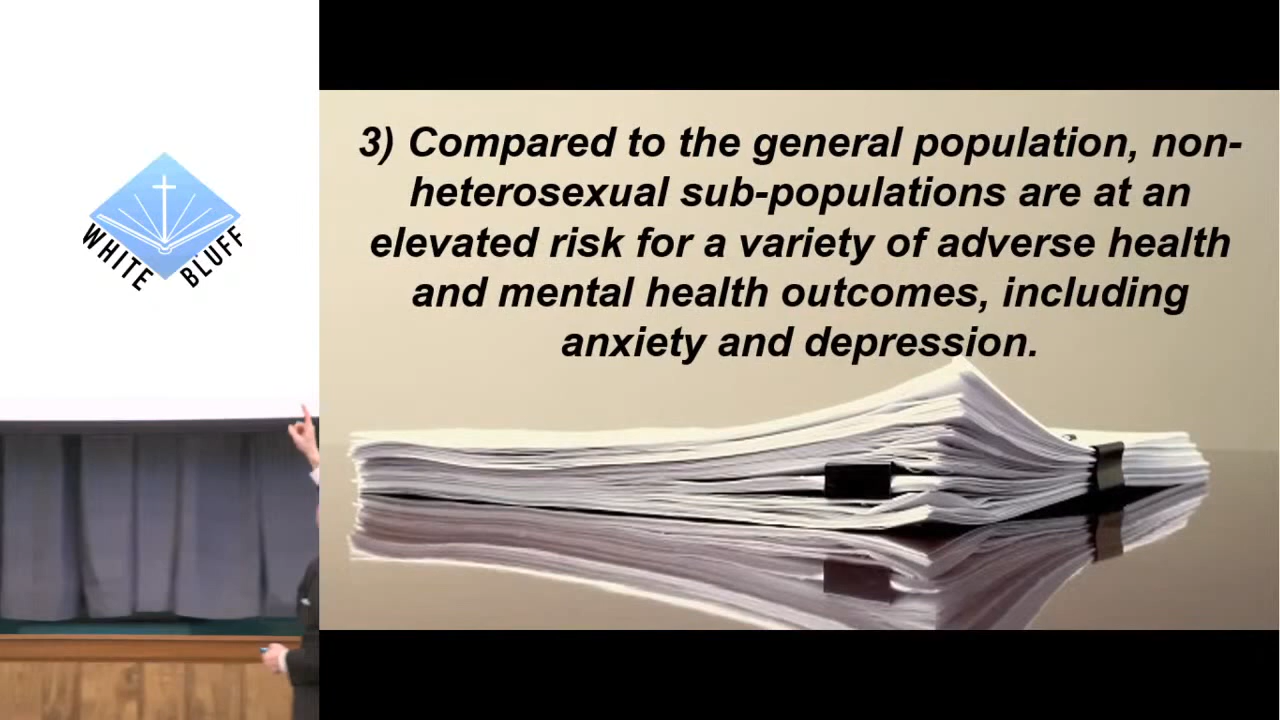 WHITE BLUFF
3) Compared to the general population, non-
heterosexual sub-populations are at an
elevated risk for a variety of adverse health
and mental health outcomes, including
anxiety and depression.